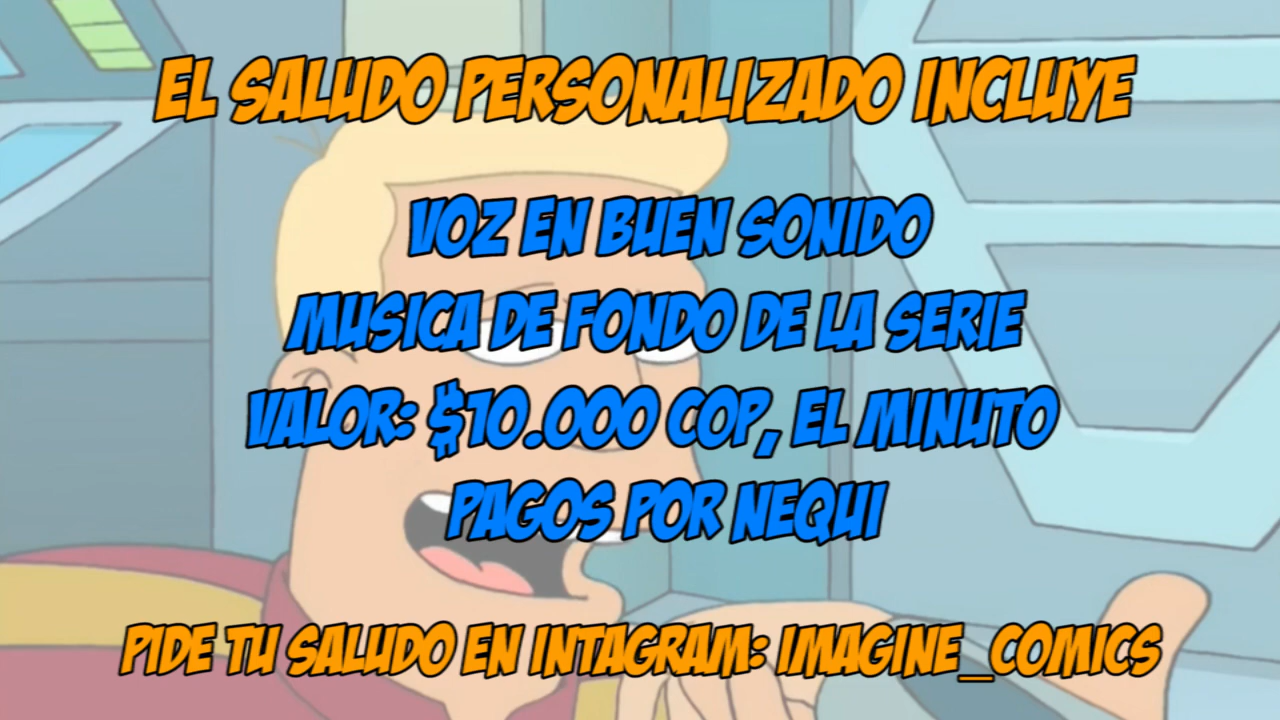 EL SALUDO PERSONALIZADO INCLUYE
VOZ EN BUEN SONIDO
MUSICA DE FONDO DE LA SERIE
VALOR: $10.000 COP, EL MINUTO
PAGOS POR NEQUI
PIDE TU SALUDO EN INTAGRAM: IMAGINE_COMICS